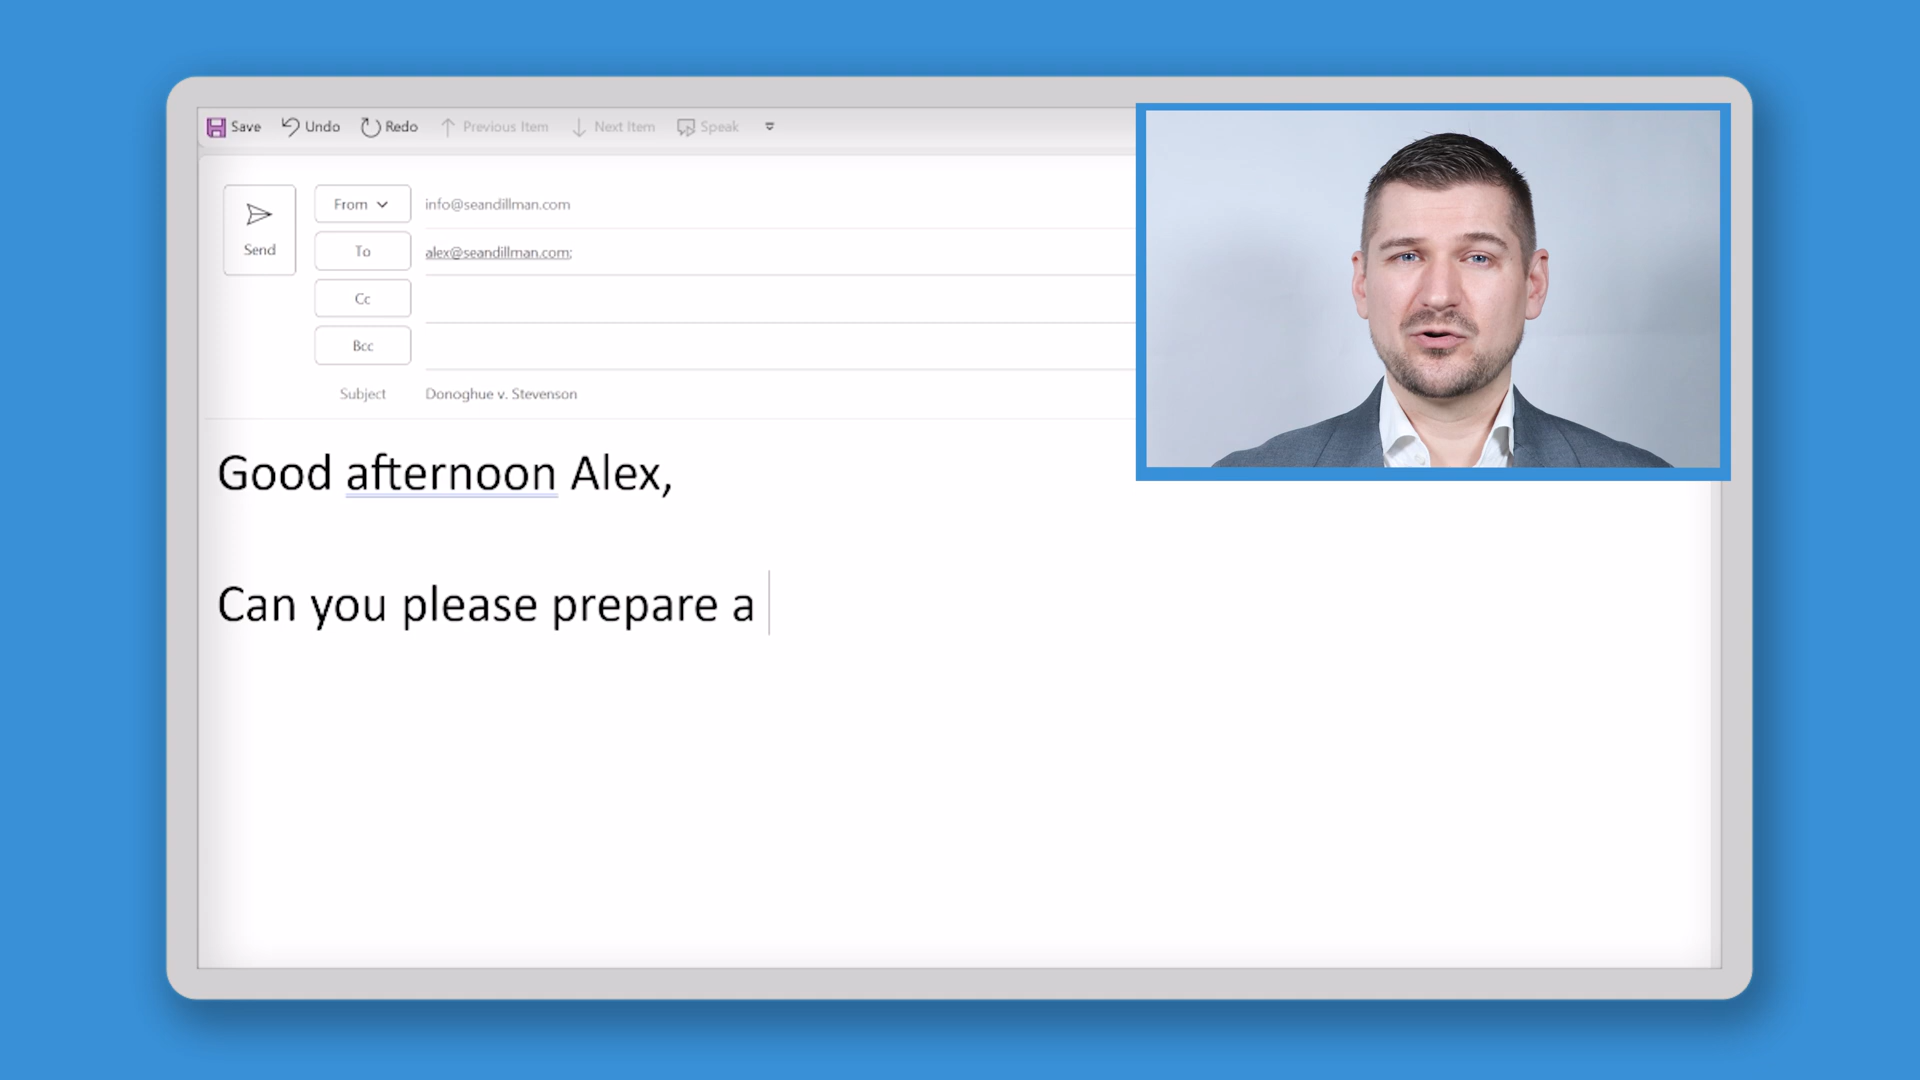 Save Undo Redo Previous Item Next Item Speak
Send
From info@seandillman.com
To alex@seandillman.com;
Cc
Bcc
Subject Donoghue v. Stevenson
Good afternoon Alex,
Can you please prepare a